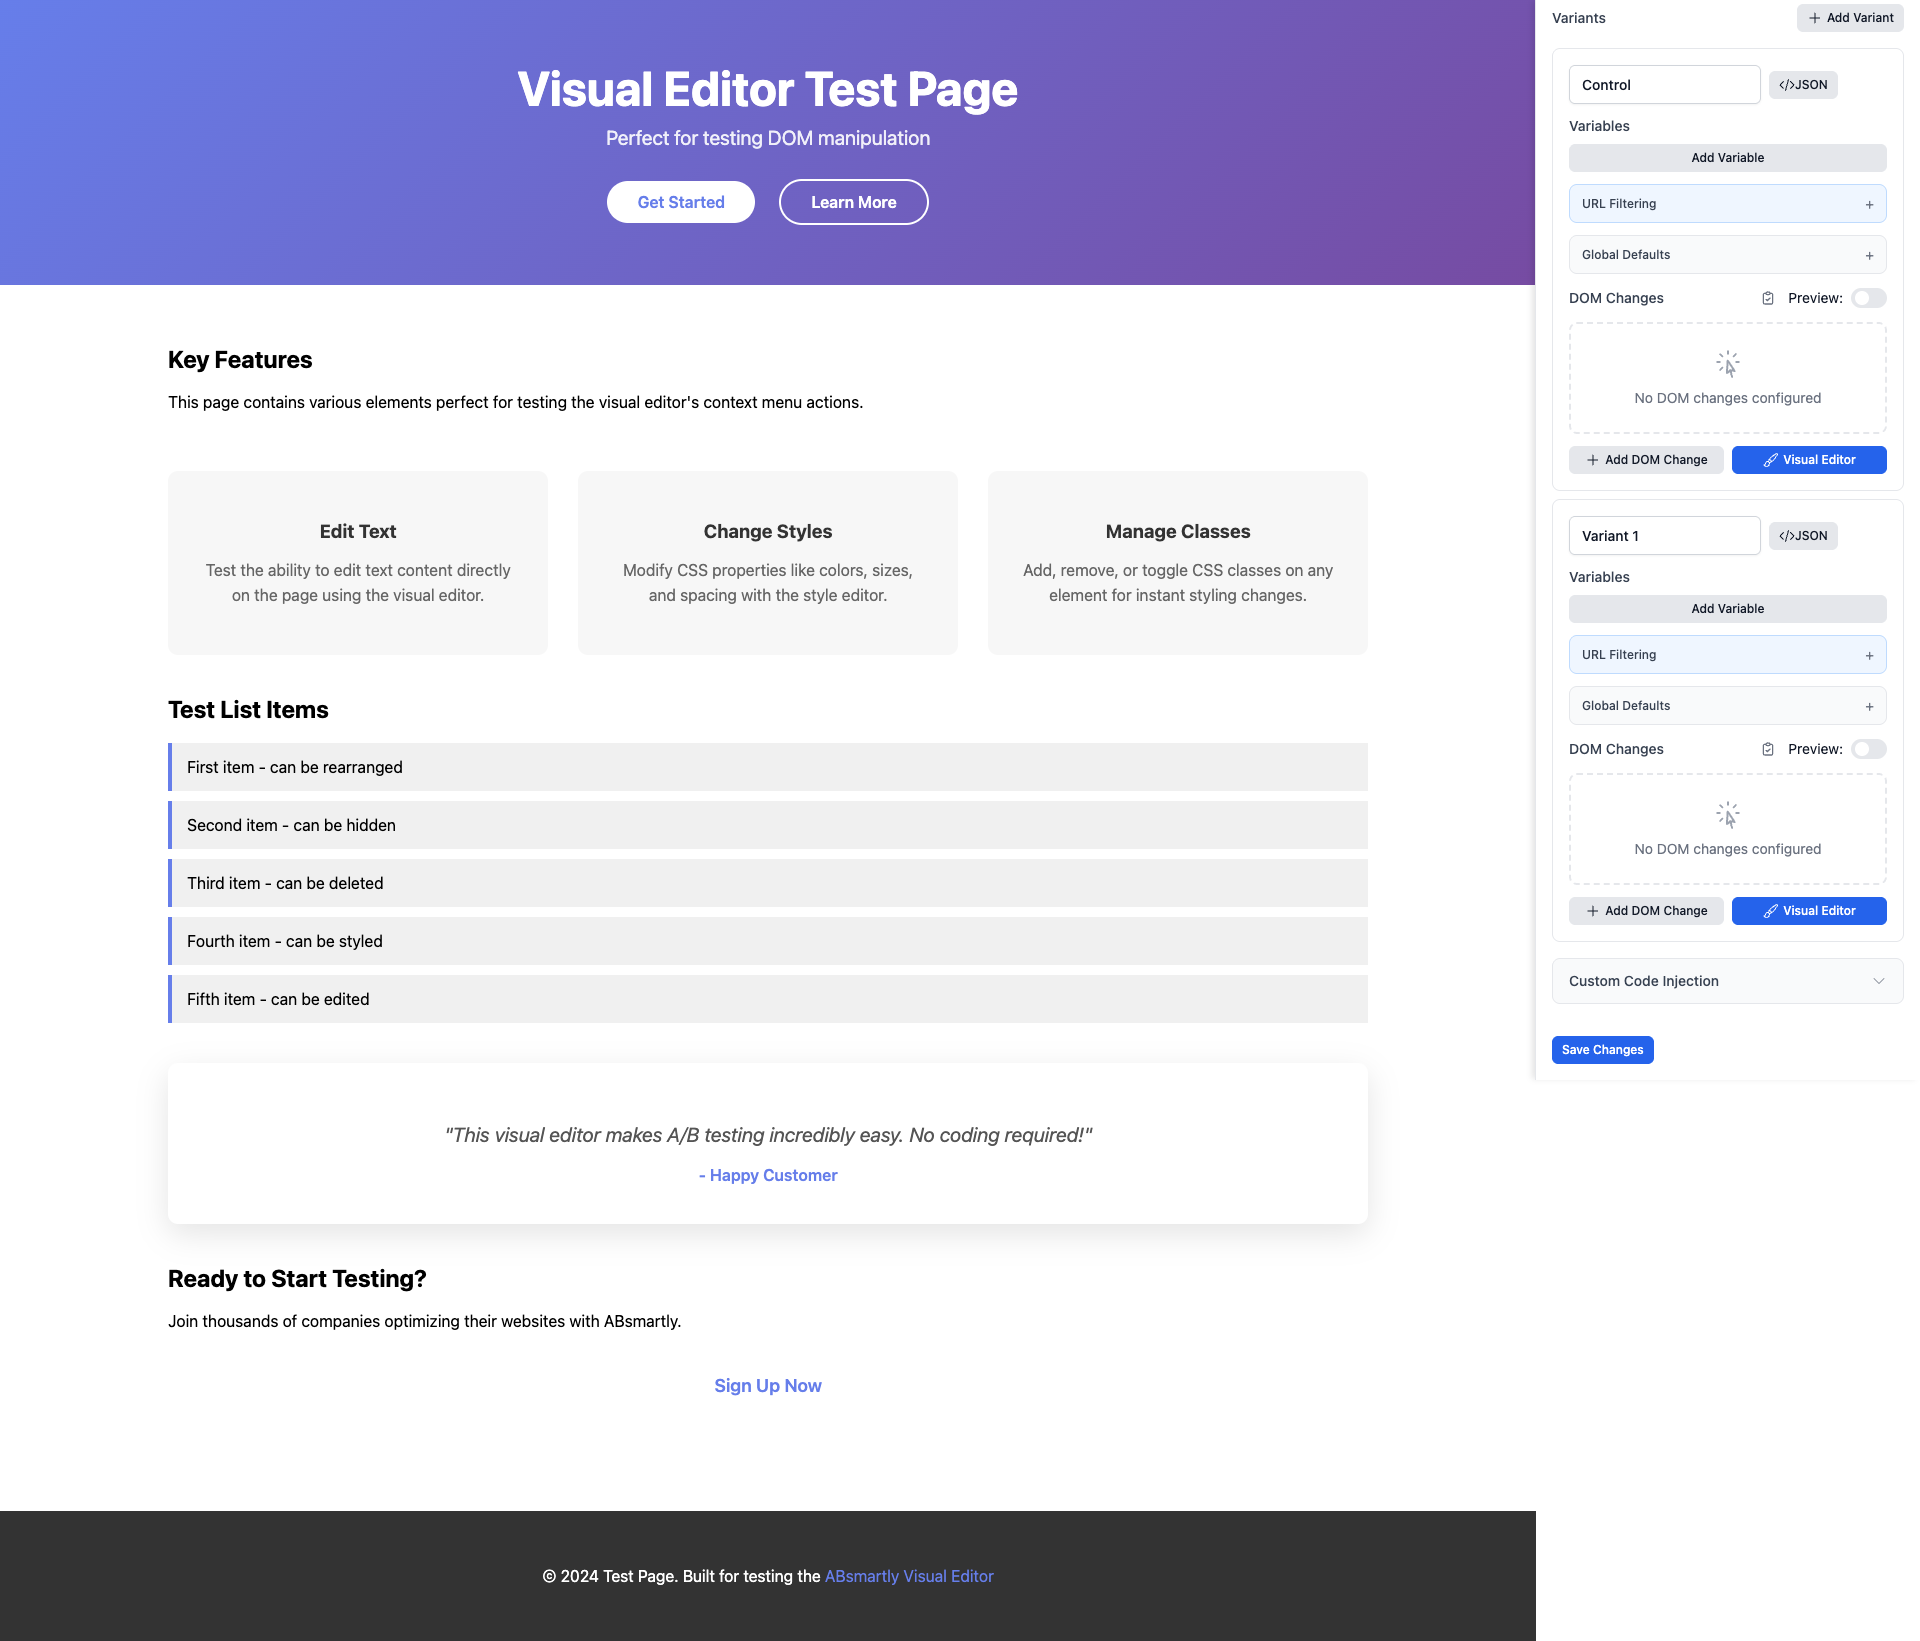 Visual Editor Test Page
Perfect for testing DOM manipulation
Get Started
Learn More
Key Features
This page contains various elements perfect for testing the visual editor's context menu actions.
Edit Text
Test the ability to edit text content directly
on the page using the visual editor.
Change Styles
Modify CSS properties like colors, sizes,
and spacing with the style editor.
Manage Classes
Add, remove, or toggle CSS classes on any
element for instant styling changes.
Test List Items
First item - can be rearranged
Second item - can be hidden
Third item - can be deleted
Fourth item - can be styled
Fifth item - can be edited
"This visual editor makes A/B testing incredibly easy. No coding required!"
- Happy Customer
Ready to Start Testing?
Join thousands of companies optimizing their websites with ABsmartly.
Sign Up Now
© 2024 Test Page. Built for testing the ABsmartly Visual Editor
Variants
+ Add Variant
Control
</>JSON
Variables
Add Variable
URL Filtering +
Global Defaults +
DOM Changes
Preview:
No DOM changes configured
+ Add DOM Change
Visual Editor
Variant 1
</>JSON
Variables
Add Variable
URL Filtering +
Global Defaults +
DOM Changes
Preview:
No DOM changes configured
+ Add DOM Change
Visual Editor
Custom Code Injection
Save Changes